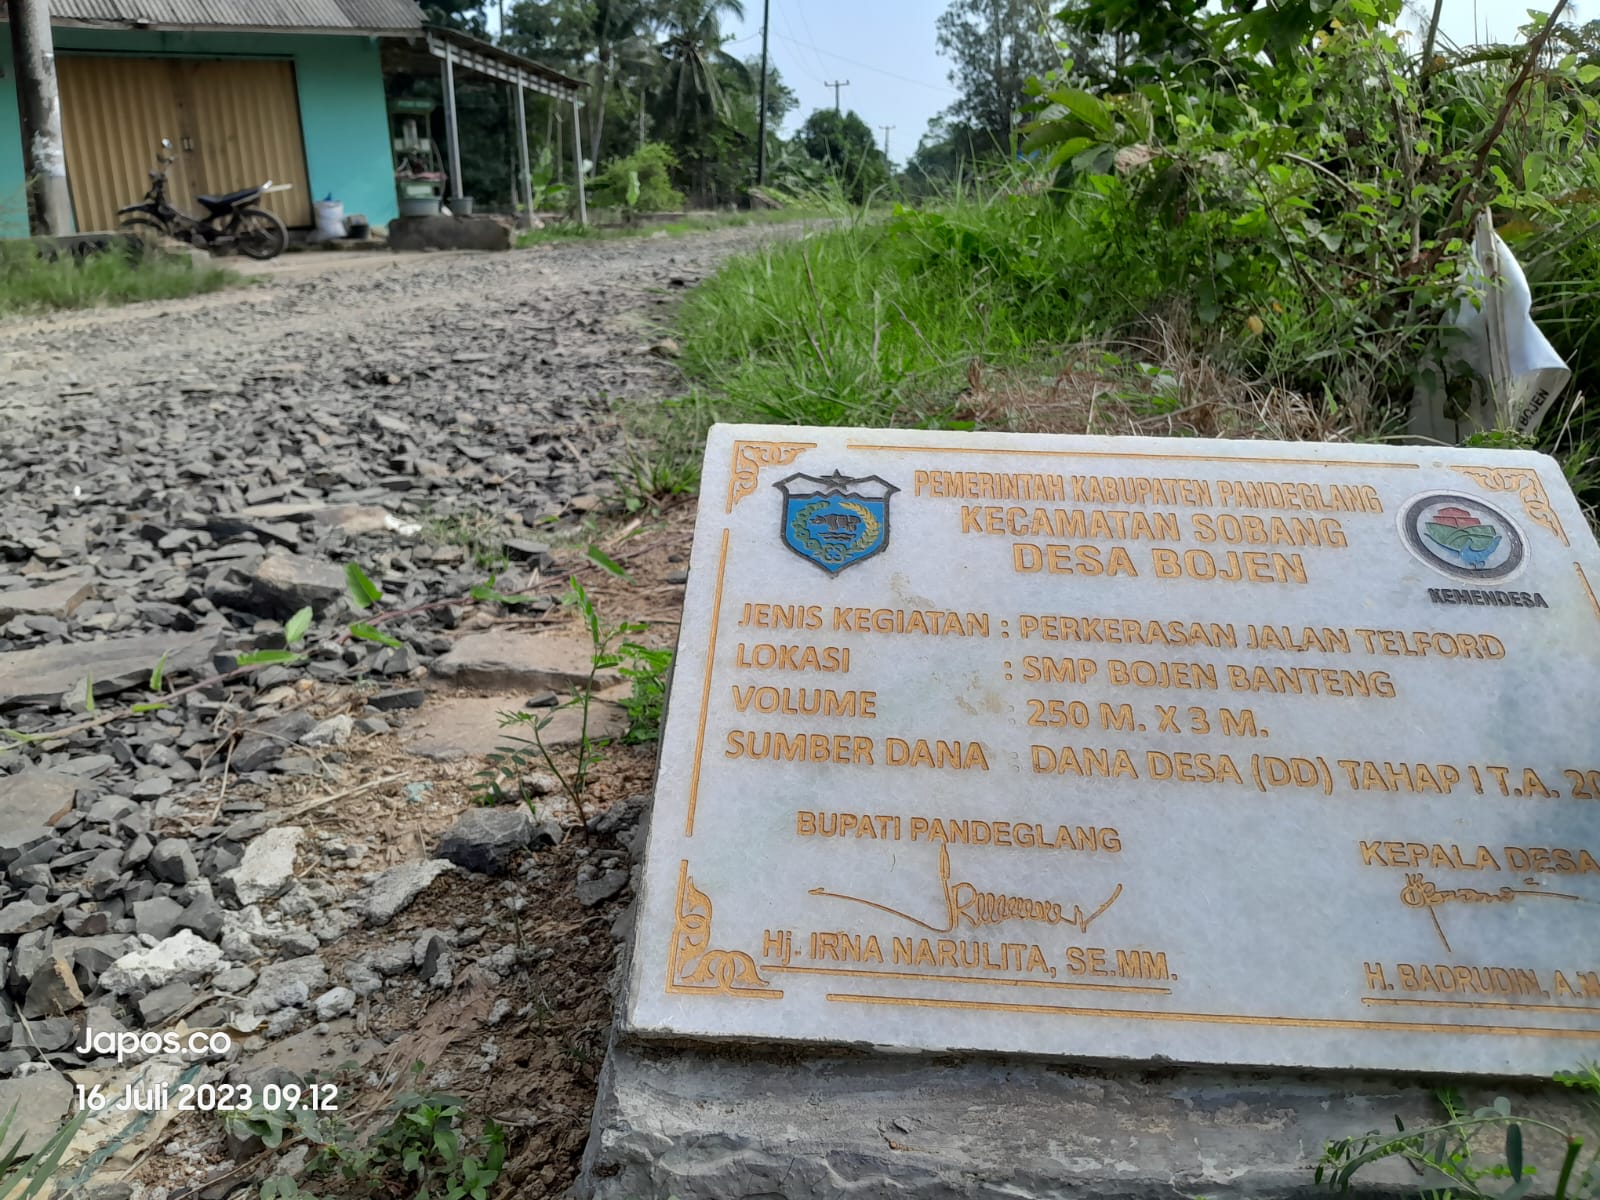 PEMERINTAH KABUPATEN PANDEGLANG
KECAMATAN SOBANG
DESA BOJEN
KEMENDESA
JENIS KEGIATAN : PERKERASAN JALAN TELFORD
LOKASI : SMP BOJEN BANTENG
VOLUME : 250 M. X 3 M.
SUMBER DANA : DANA DESA (DD) TAHAP I T.A. 20
BUPATI PANDEGLANG
KEPALA DESA
Hj. IRNA NARULITA, SE.MM.
H. BADRUDIN, A.M
BOJEN
Japos.co
16 Juli 2023 09.12